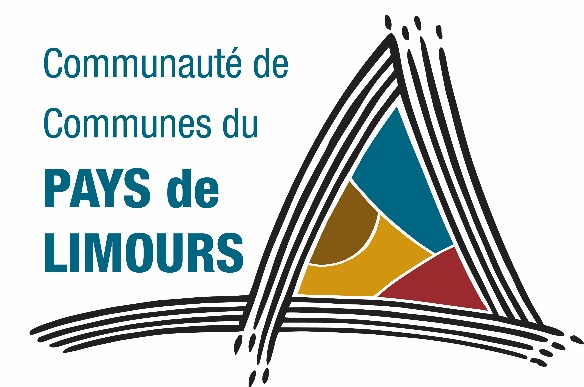 Communauté de
Communes du
PAYS de
LIMOURS